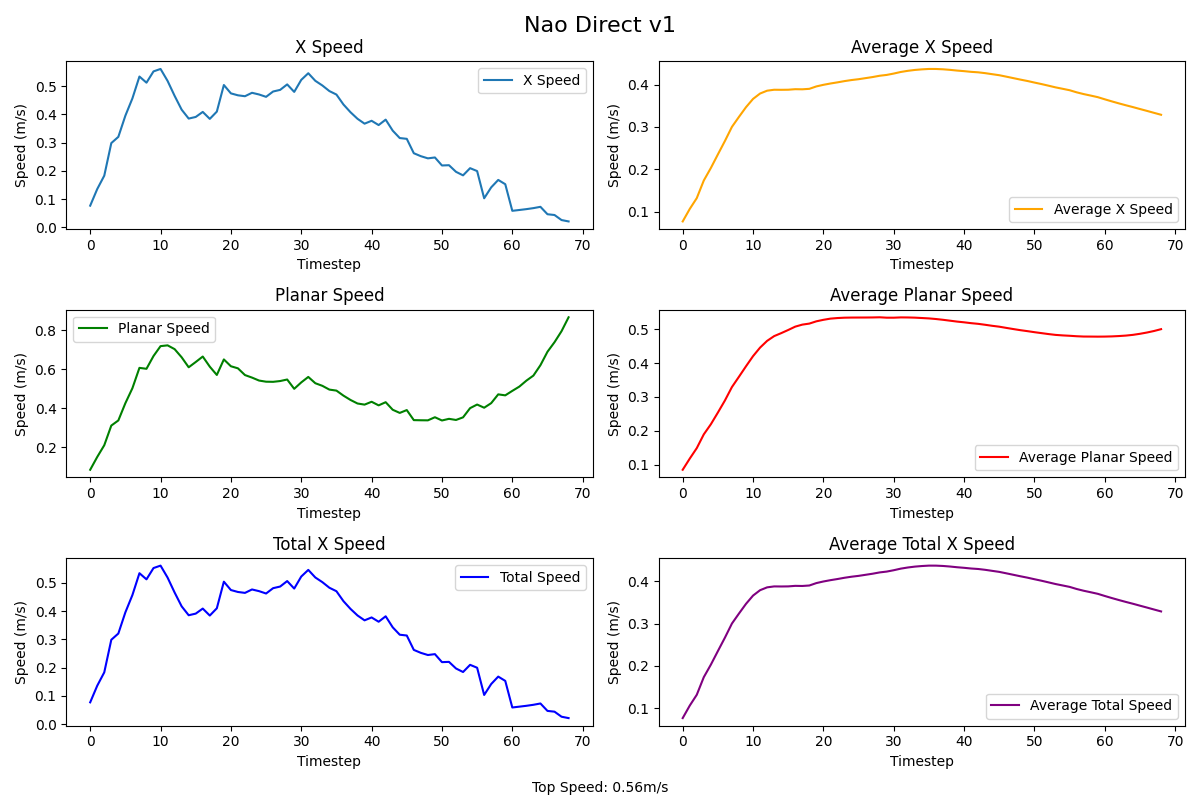 Nao Direct v1
X Speed
Speed (m/s)
0.5
0.4
0.3
0.2
0.1
0.0
X Speed
0 10 20 30 40 50 60 70
Timestep
Average X Speed
Speed (m/s)
0.4
0.3
0.2
0.1
Average X Speed
0 10 20 30 40 50 60 70
Timestep
Planar Speed
Speed (m/s)
0.8
0.6
0.4
0.2
Planar Speed
0 10 20 30 40 50 60 70
Timestep
Average Planar Speed
Speed (m/s)
0.5
0.4
0.3
0.2
0.1
Average Planar Speed
0 10 20 30 40 50 60 70
Timestep
Total X Speed
Speed (m/s)
0.5
0.4
0.3
0.2
0.1
0.0
Total Speed
0 10 20 30 40 50 60 70
Timestep
Average Total X Speed
Speed (m/s)
0.4
0.3
0.2
0.1
Average Total Speed
0 10 20 30 40 50 60 70
Timestep
Top Speed: 0.56m/s